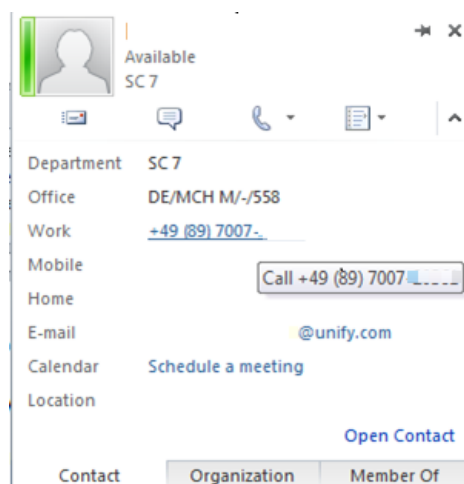 Available
SC 7
Department SC 7
Office DE/MCH M/-/558
Work +49 (89) 7007-
Mobile
Call +49 (89) 7007
Home
E-mail @unify.com
Calendar Schedule a meeting
Location
Open Contact
Contact Organization Member Of